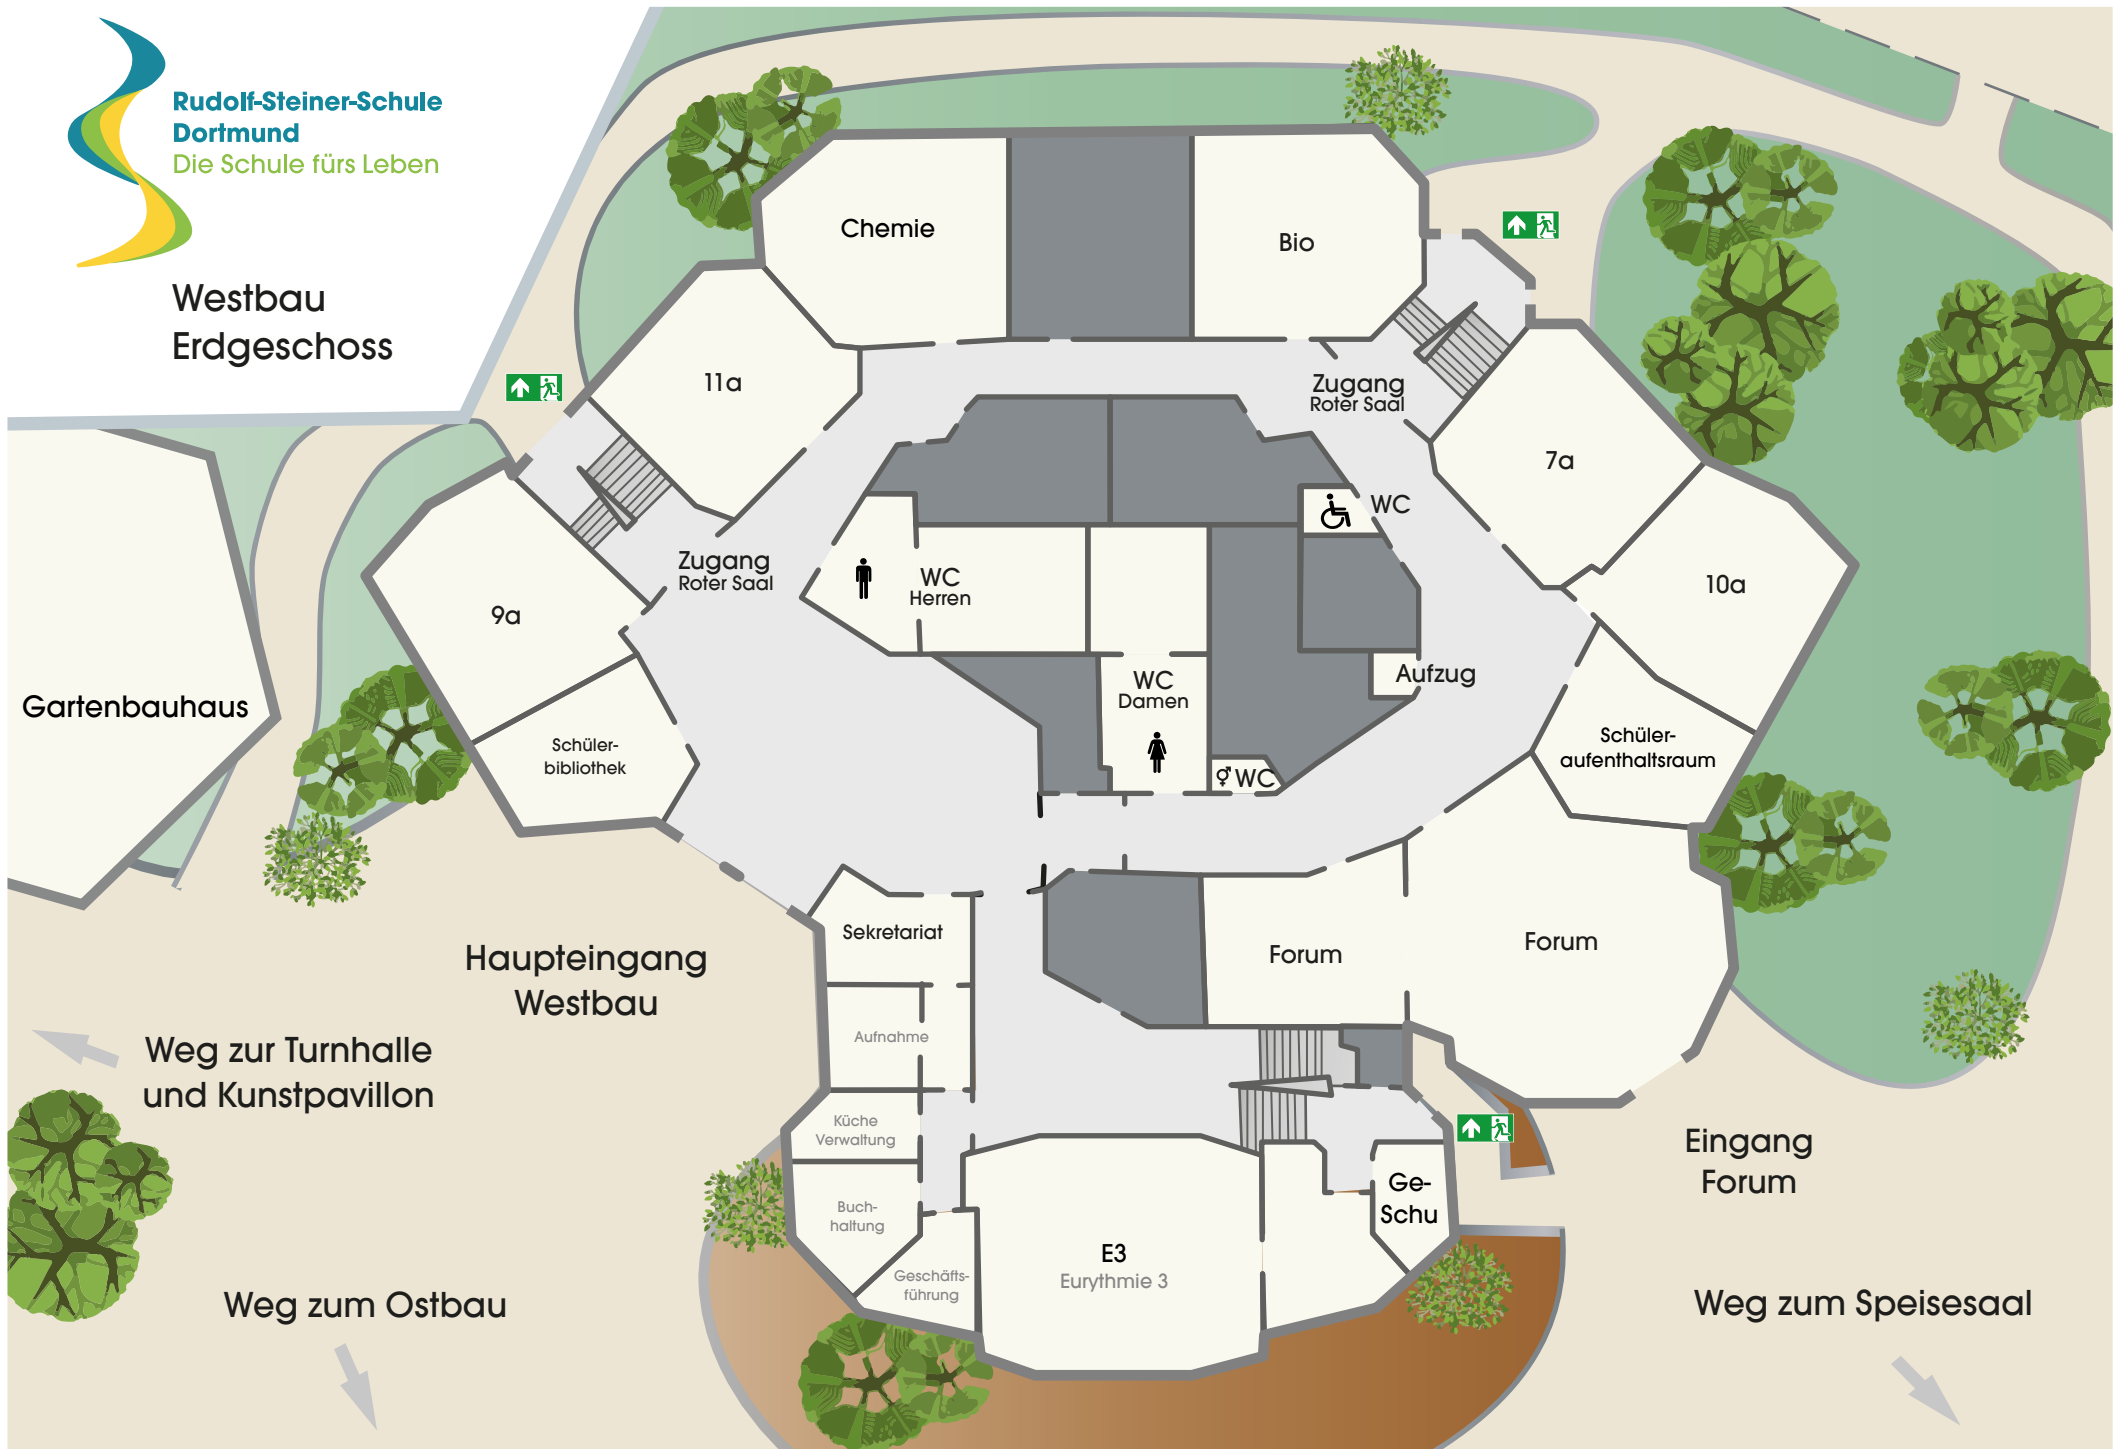 Rudolf-Steiner-Schule
Dortmund
Die Schule fürs Leben
Westbau
Erdgeschoss
Chemie
Bio
11a
Zugang
Roter Saal
7a
WC
10a
Zugang
Roter Saal
WC
Herren
9a
Aufzug
WC
Damen
Gartenbauhaus
Schüler-
bibliothek
Schüler-
aufenthaltsraum
WC
Sekretariat
Forum
Forum
Haupteingang
Westbau
Aufnahme
Weg zur Turnhalle
und Kunstpavillon
Küche
Verwaltung
Eingang
Forum
Ge-
Schu
Buch-
haltung
E3
Eurythmie 3
Geschäfts-
führung
Weg zum Ostbau
Weg zum Speisesaal